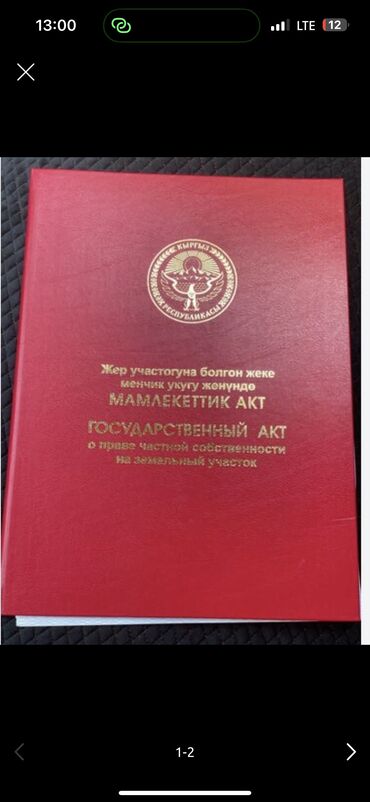 13:00
LTE
12
КЫРГЫЗ
РЕСПУБЛИКАСЫ
Жер участогуна болгон жеке
менчик укугу жөнүндө
МАМЛЕКЕТТИК АКТ
ГОСУДАРСТВЕННЫЙ АКТ
о праве частной собственности
на земальный участок
1-2